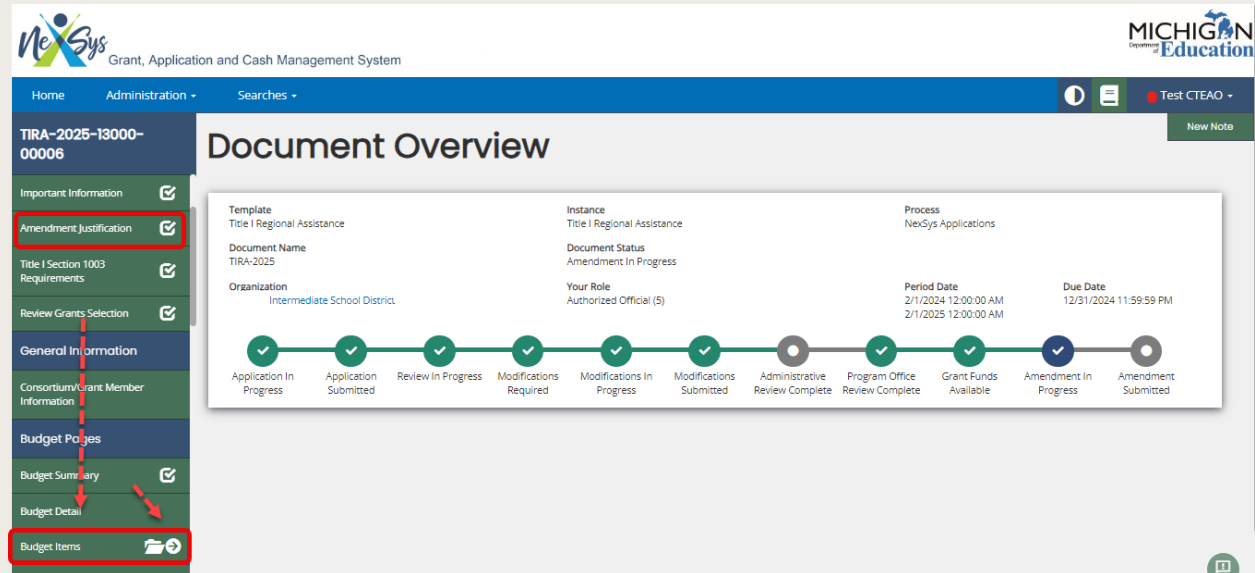 NexSys
Grant, Application and Cash Management System
MICHIGAN
Department of Education
Home Administration Searches
Test CTEAO
New Note
TIRA-2025-13000-
00006
Document Overview
Important Information
Amendment Justification
Title I Section 1003
Requirements
Review Grants Selection
General Information
Consortium/Grant Member
Information
Budget Pages
Budget Summary
Budget Detail
Budget Items
Template
Title I Regional Assistance
Instance
Title I Regional Assistance
Process
NexSys Applications
Document Name
TIRA-2025
Document Status
Amendment In Progress
Organization
Intermediate School District
Your Role
Authorized Official (5)
Period Date
2/1/2024 12:00:00 AM
2/1/2025 12:00:00 AM
Due Date
12/31/2024 11:59:59 PM
Application In
Progress
Application
Submitted
Review In Progress
Modifications
Required
Modifications In
Progress
Modifications
Submitted
Administrative
Review Complete
Program Office
Review Complete
Grant Funds
Available
Amendment In
Progress
Amendment
Submitted